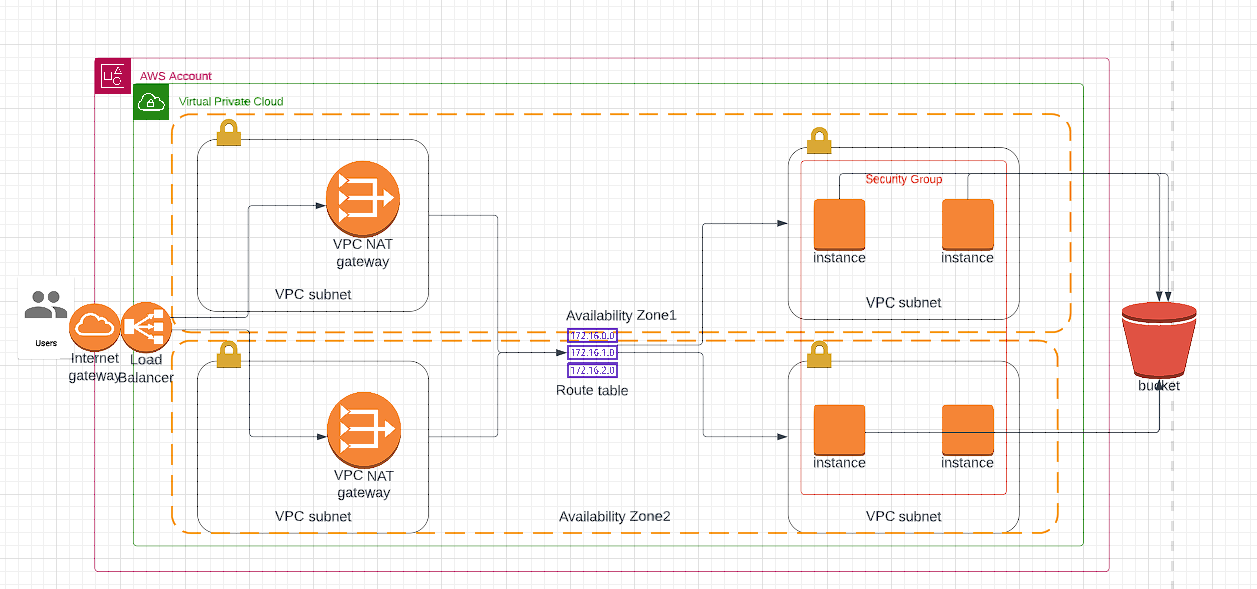 AWS Account
Virtual Private Cloud
Security Group
instance
instance
VPC NAT
gateway
VPC subnet
VPC subnet
Availability Zone1
Users
Internet
gateway
Load
Balancer
172.16.0.0
172.16.1.0
172.16.2.0
Route table
bucket
instance
instance
VPC NAT
gateway
VPC subnet
Availability Zone2
VPC subnet